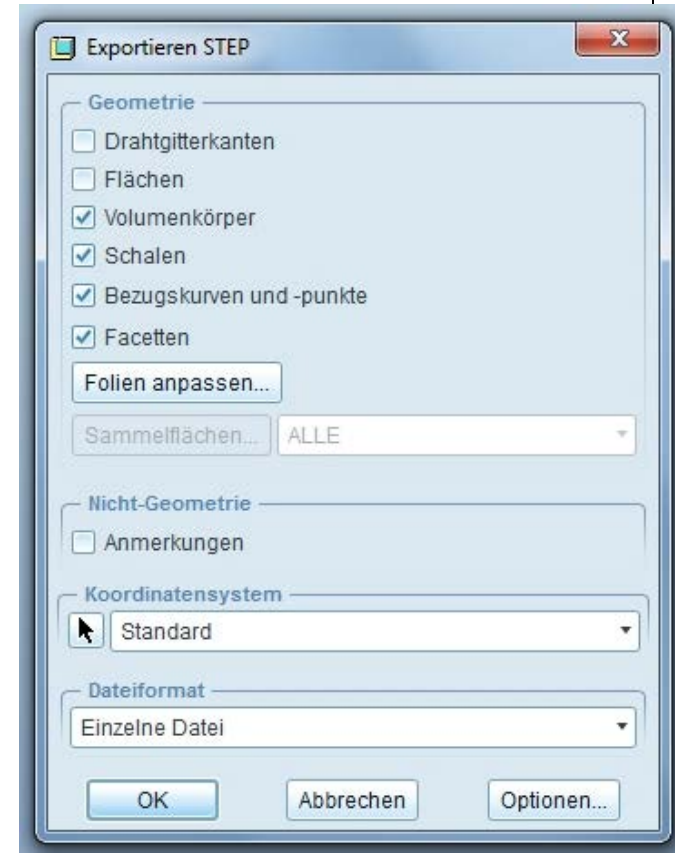 Exportieren STEP
Geometrie
Drahtgitterkanten
Flächen
Volumenkörper
Schalen
Bezugskurven und -punkte
Facetten
Folien anpassen...
Sammelflächen... ALLE
Nicht-Geometrie
Anmerkungen
Koordinatensystem
Standard
Dateiformat
Einzelne Datei
OK Abbrechen Optionen...